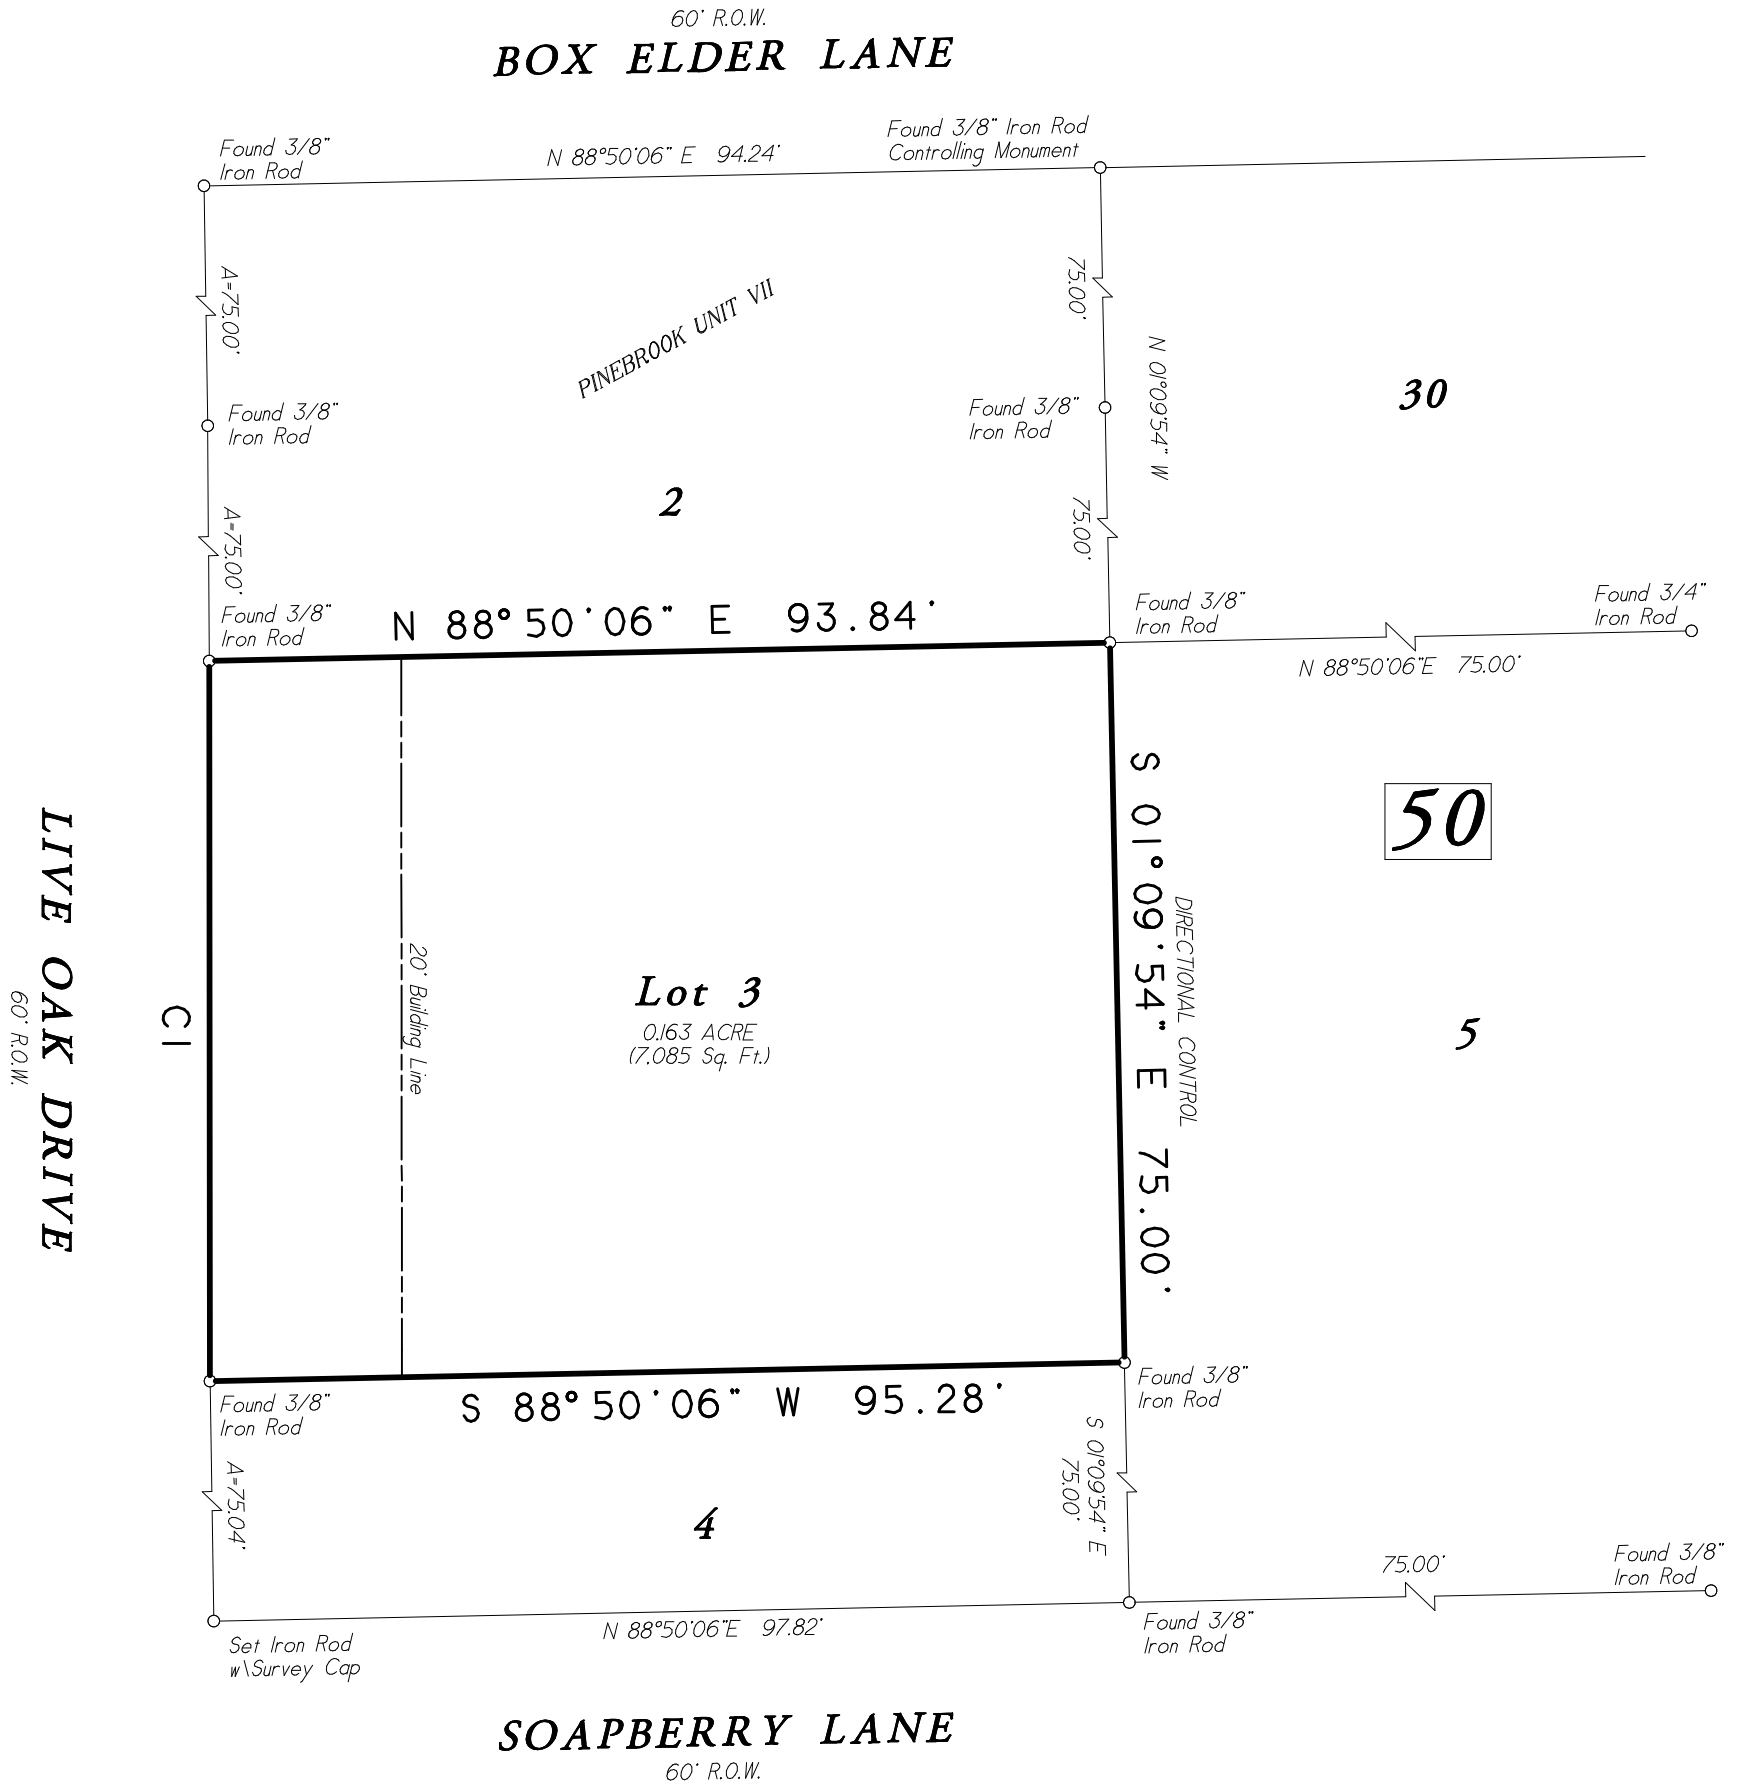 60' R.O.W.
BOX ELDER LANE
Found 3/8"
Iron Rod
N 88°50'06" E 94.24'
Found 3/8" Iron Rod
Controlling Monument
A=75.00'
PINEBROOK UNIT VII
75.00'
N 01°09'54" W
30
Found 3/8"
Iron Rod
Found 3/8"
Iron Rod
2
A=75.00'
75.00'
Found 3/8"
Iron Rod
N 88°50'06" E 93.84'
Found 3/8"
Iron Rod
Found 3/4"
Iron Rod
N 88°50'06"E 75.00'
S 01°09'54" E 75.00'
DIRECTIONAL CONTROL
50
LIVE OAK DRIVE
60' R.O.W.
C1
20' Building Line
Lot 3
0.163 ACRE
(7,085 Sq. Ft.)
5
Found 3/8"
Iron Rod
S 88°50'06" W 95.28'
Found 3/8"
Iron Rod
A=75.04'
4
S 01°09'54" E
75.00'
75.00'
Found 3/8"
Iron Rod
Set Iron Rod
w\Survey Cap
N 88°50'06"E 97.82'
Found 3/8"
Iron Rod
SOAPBERRY LANE
60' R.O.W.